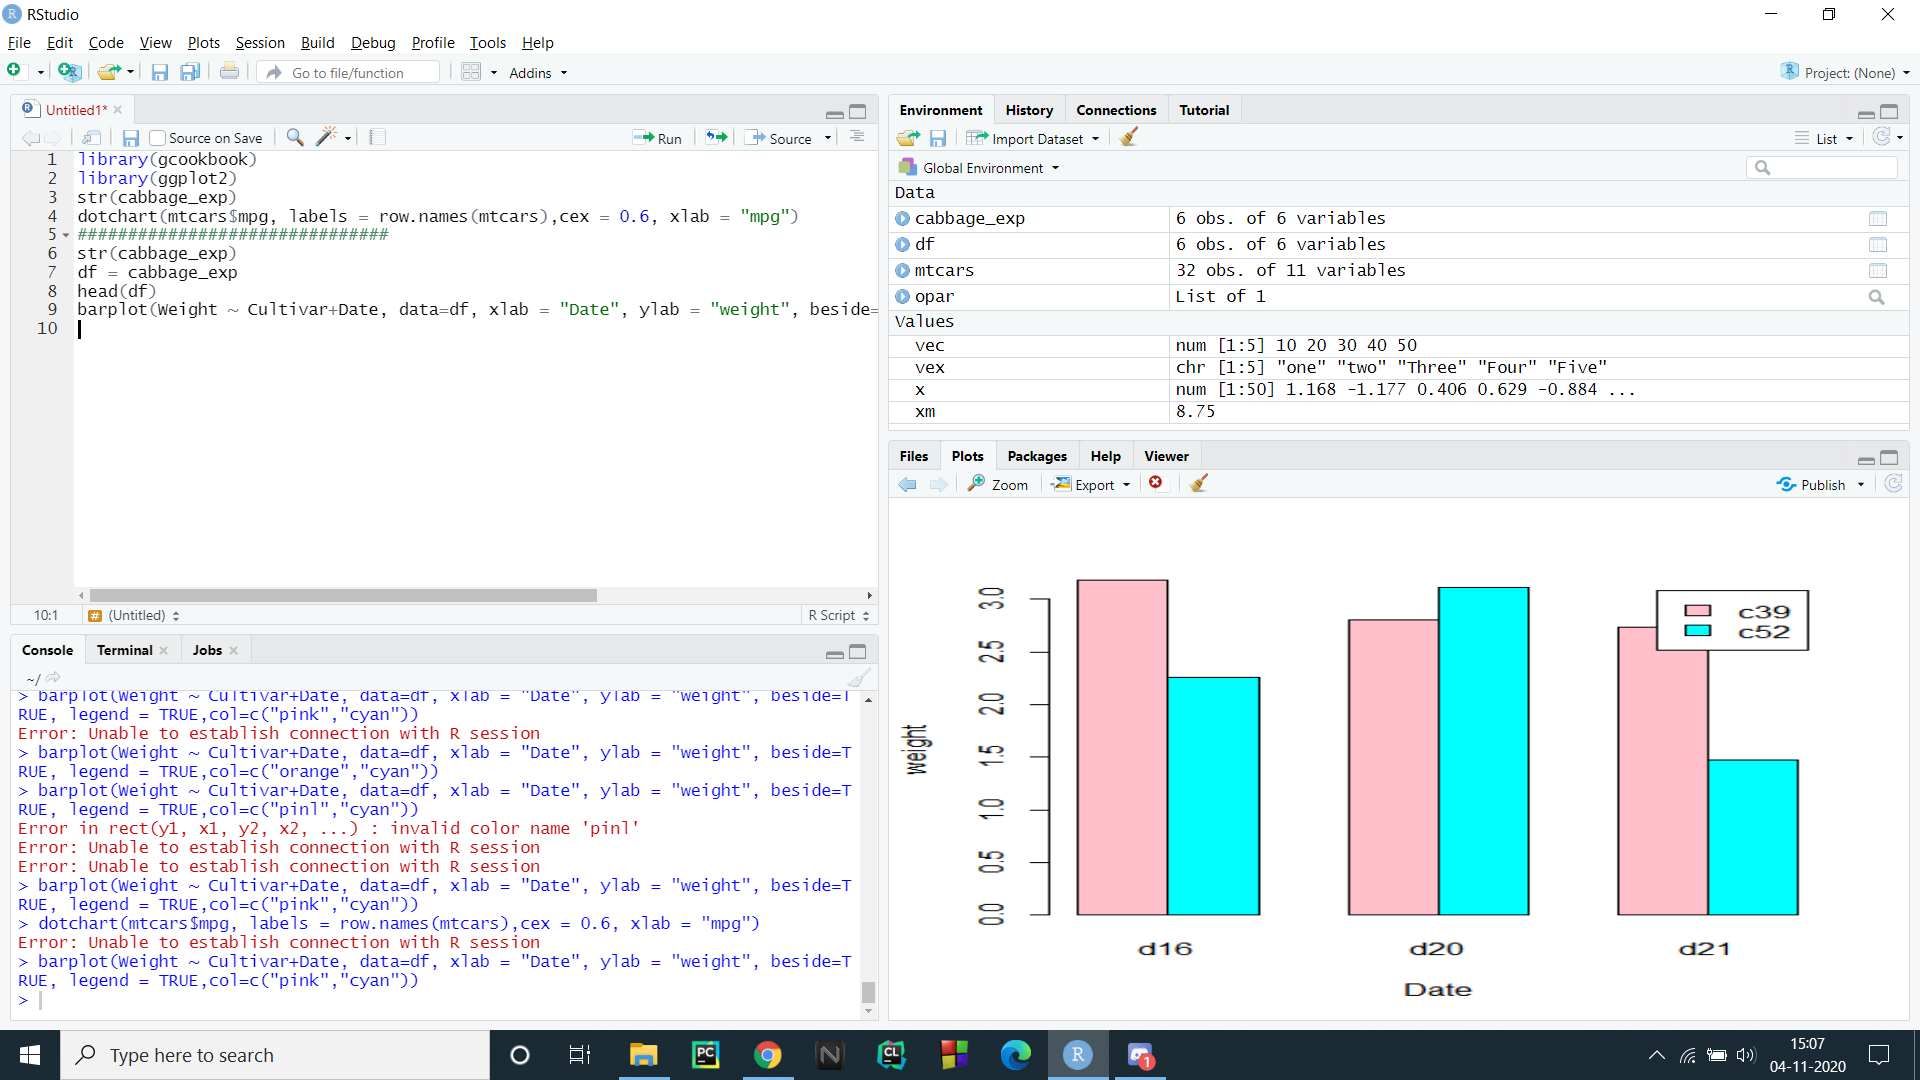 RStudio
File Edit Code View Plots Session Build Debug Profile Tools Help
Go to file/function
Addins
Project: (None)
Untitled1*
Source on Save
Run
Source
1 library(gcookbook)
2 library(ggplot2)
3 str(cabbage_exp)
4 dotchart(mtcars$mpg, labels = row.names(mtcars),cex = 0.6, xlab = "mpg")
5 ###############################
6 str(cabbage_exp)
7 df = cabbage_exp
8 head(df)
9 barplot(Weight ~ Cultivar+Date, data=df, xlab = "Date", ylab = "weight", beside=
10
10:1
(Untitled)
R Script
Console Terminal Jobs
~/
> barplot(Weight ~ Cultivar+Date, data=df, xlab = "Date", ylab = "weight", beside=T
RUE, legend = TRUE,col=c("pink","cyan"))
Error: Unable to establish connection with R session
> barplot(Weight ~ Cultivar+Date, data=df, xlab = "Date", ylab = "weight", beside=T
RUE, legend = TRUE,col=c("orange","cyan"))
> barplot(Weight ~ Cultivar+Date, data=df, xlab = "Date", ylab = "weight", beside=T
RUE, legend = TRUE,col=c("pinl","cyan"))
Error in rect(y1, x1, y2, x2, ...) : invalid color name 'pinl'
Error: Unable to establish connection with R session
Error: Unable to establish connection with R session
> barplot(Weight ~ Cultivar+Date, data=df, xlab = "Date", ylab = "weight", beside=T
RUE, legend = TRUE,col=c("pink","cyan"))
> dotchart(mtcars$mpg, labels = row.names(mtcars),cex = 0.6, xlab = "mpg")
Error: Unable to establish connection with R session
> barplot(Weight ~ Cultivar+Date, data=df, xlab = "Date", ylab = "weight", beside=T
RUE, legend = TRUE,col=c("pink","cyan"))
>
Environment History Connections Tutorial
Import Dataset
List
Global Environment
Data
cabbage_exp 6 obs. of 6 variables
df 6 obs. of 6 variables
mtcars 32 obs. of 11 variables
opar List of 1
Values
vec num [1:5] 10 20 30 40 50
vex chr [1:5] "one" "two" "Three" "Four" "Five"
x num [1:50] 1.168 -1.177 0.406 0.629 -0.884 ...
xm 8.75
Files Plots Packages Help Viewer
Zoom
Export
Publish
3.0
2.5
2.0
1.5
1.0
0.5
0.0
weight
c39
c52
d16 d20 d21
Date
Type here to search
PC
N
CL
R
1
15:07
04-11-2020